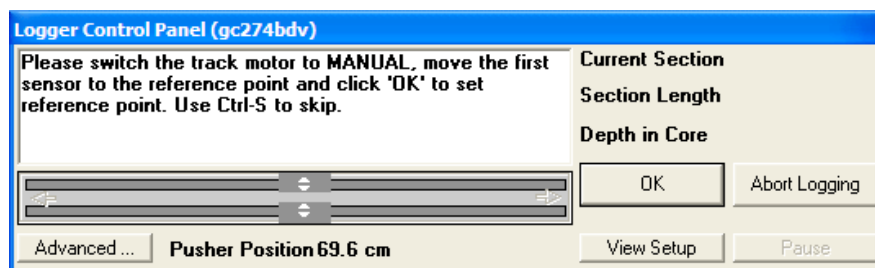 Logger Control Panel (gc274bdv)
Please switch the track motor to MANUAL, move the first
sensor to the reference point and click 'OK' to set
reference point. Use Ctrl-S to skip.
Current Section
Section Length
Depth in Core
OK
Abort Logging
Advanced ...
Pusher Position 69.6 cm
View Setup
Pause